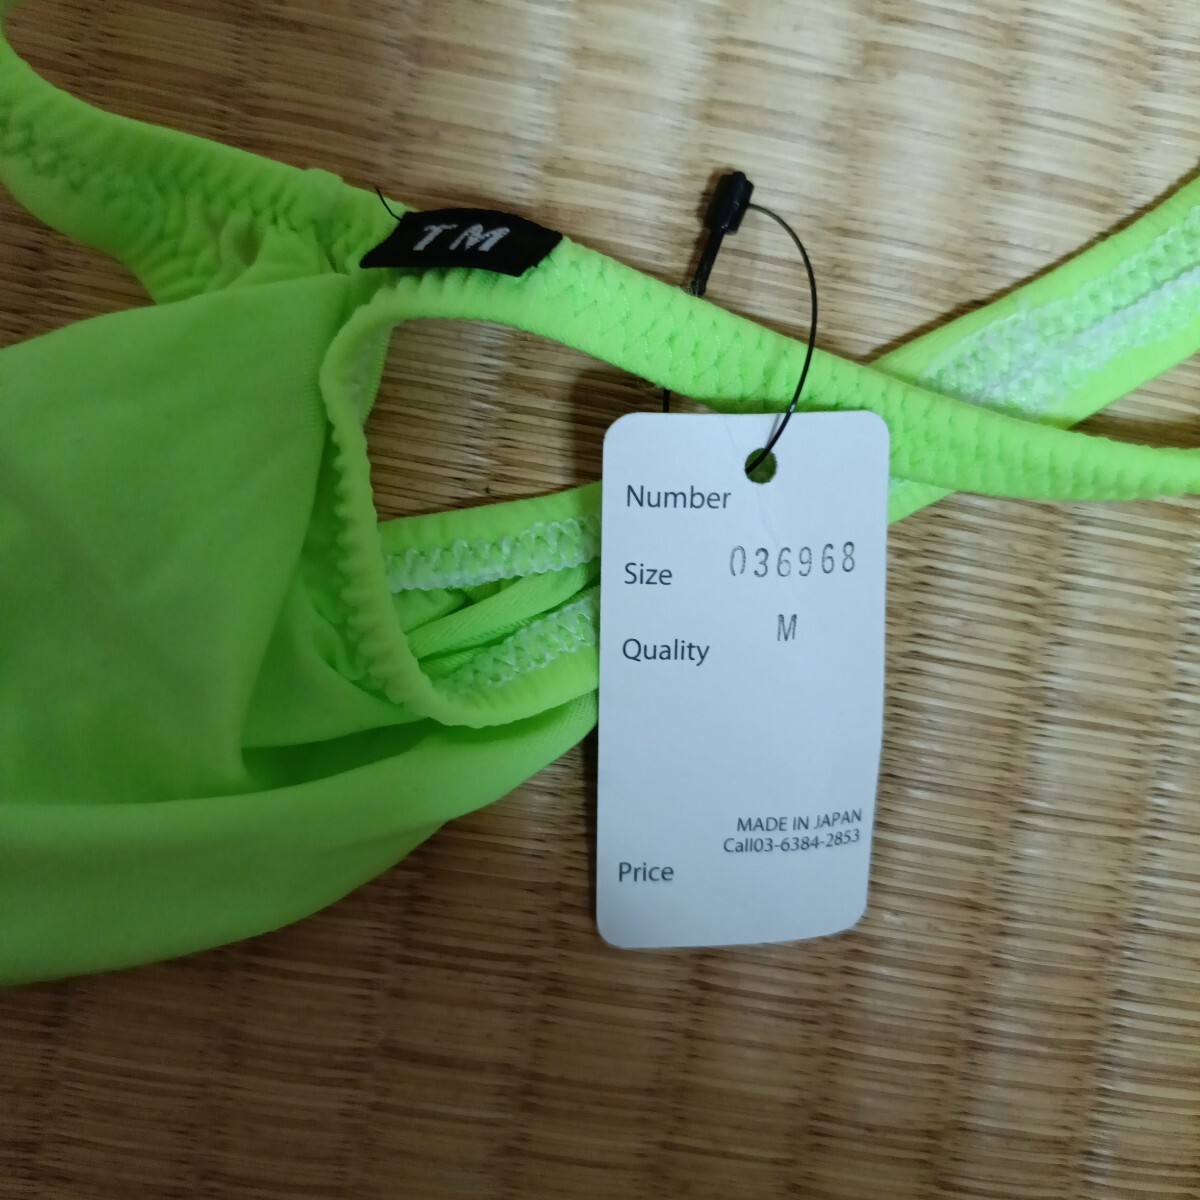 TM
Number
036968
Size
M
Quality
MADE IN JAPAN
Call03-6384-2853
Price